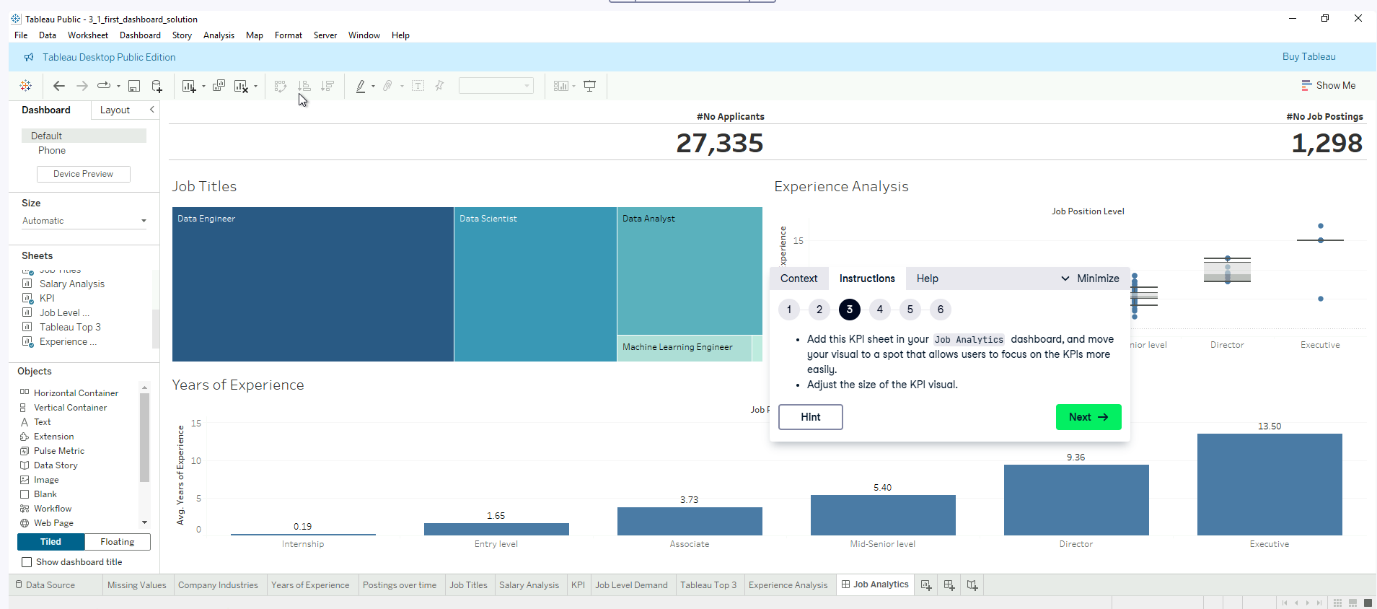 Tableau Public - 3_1_first_dashboard_solution
File Data Worksheet Dashboard Story Analysis Map Format Server Window Help
Tableau Desktop Public Edition
Buy Tableau
Show Me
Dashboard Layout
Default
Phone
Device Preview
Size
Automatic
Sheets
Job Titles
Salary Analysis
KPI
Job Level ...
Tableau Top 3
Experience ...
Objects
Horizontal Container
Vertical Container
Text
Extension
Pulse Metric
Data Story
Image
Blank
Workflow
Web Page
Tiled Floating
Show dashboard title
#No Applicants
27,335
#No Job Postings
1,298
Job Titles
Data Engineer
Data Scientist
Data Analyst
Machine Learning Engineer
Experience Analysis
Job Position Level
xperience
15
nior level
Director
Executive
Context Instructions Help Minimize
1 2 3 4 5 6
• Add this KPI sheet in your Job Analytics dashboard, and move
your visual to a spot that allows users to focus on the KPIs more
easily.
• Adjust the size of the KPI visual.
Hint
Next
Years of Experience
Job P
Avg. Years of Experience
15
10
5
0
0.19
1.65
3.73
5.40
9.36
13.50
Internship
Entry level
Associate
Mid-Senior level
Director
Executive
Data Source Missing Values Company Industries Years of Experience Postings over time Job Titles Salary Analysis KPI Job Level Demand Tableau Top 3 Experience Analysis Job Analytics